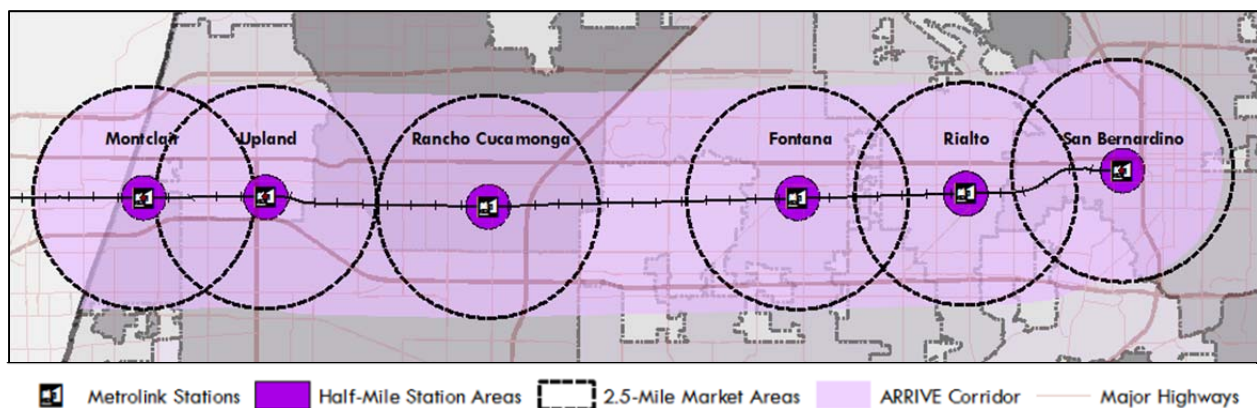 Montclair Upland Rancho Cucamonga Fontana Rialto San Bernardino
Metrolink Stations Half-Mile Station Areas 2.5-Mile Market Areas ARRIVE Corridor Major Highways